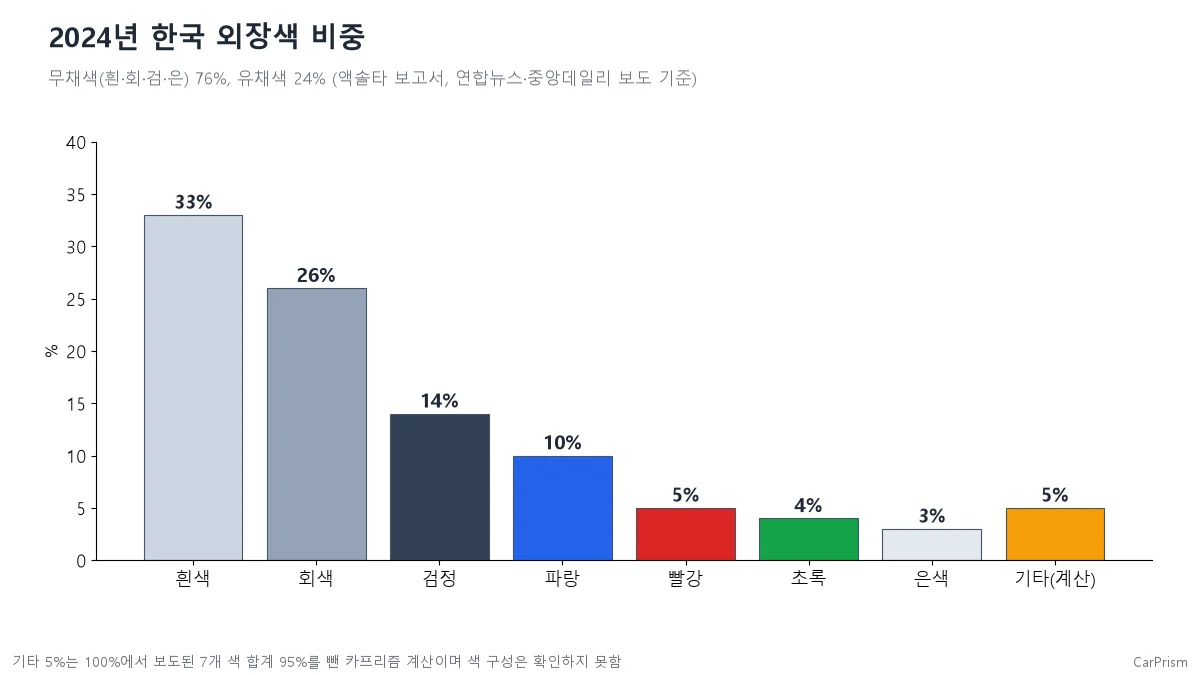 2024년 한국 외장색 비중
무채색(흰·회·검·은) 76%, 유채색 24% (액솔타 보고서, 연합뉴스·중앙데일리 보도 기준)
40
35
30
25
20
15
10
5
0
%
33%
26%
14%
10%
5%
4%
3%
5%
흰색
회색
검정
파랑
빨강
초록
은색
기타(계산)
기타 5%는 100%에서 보도된 7개 색 합계 95%를 뺀 카프리즘 계산이며 색 구성은 확인하지 못함
CarPrism